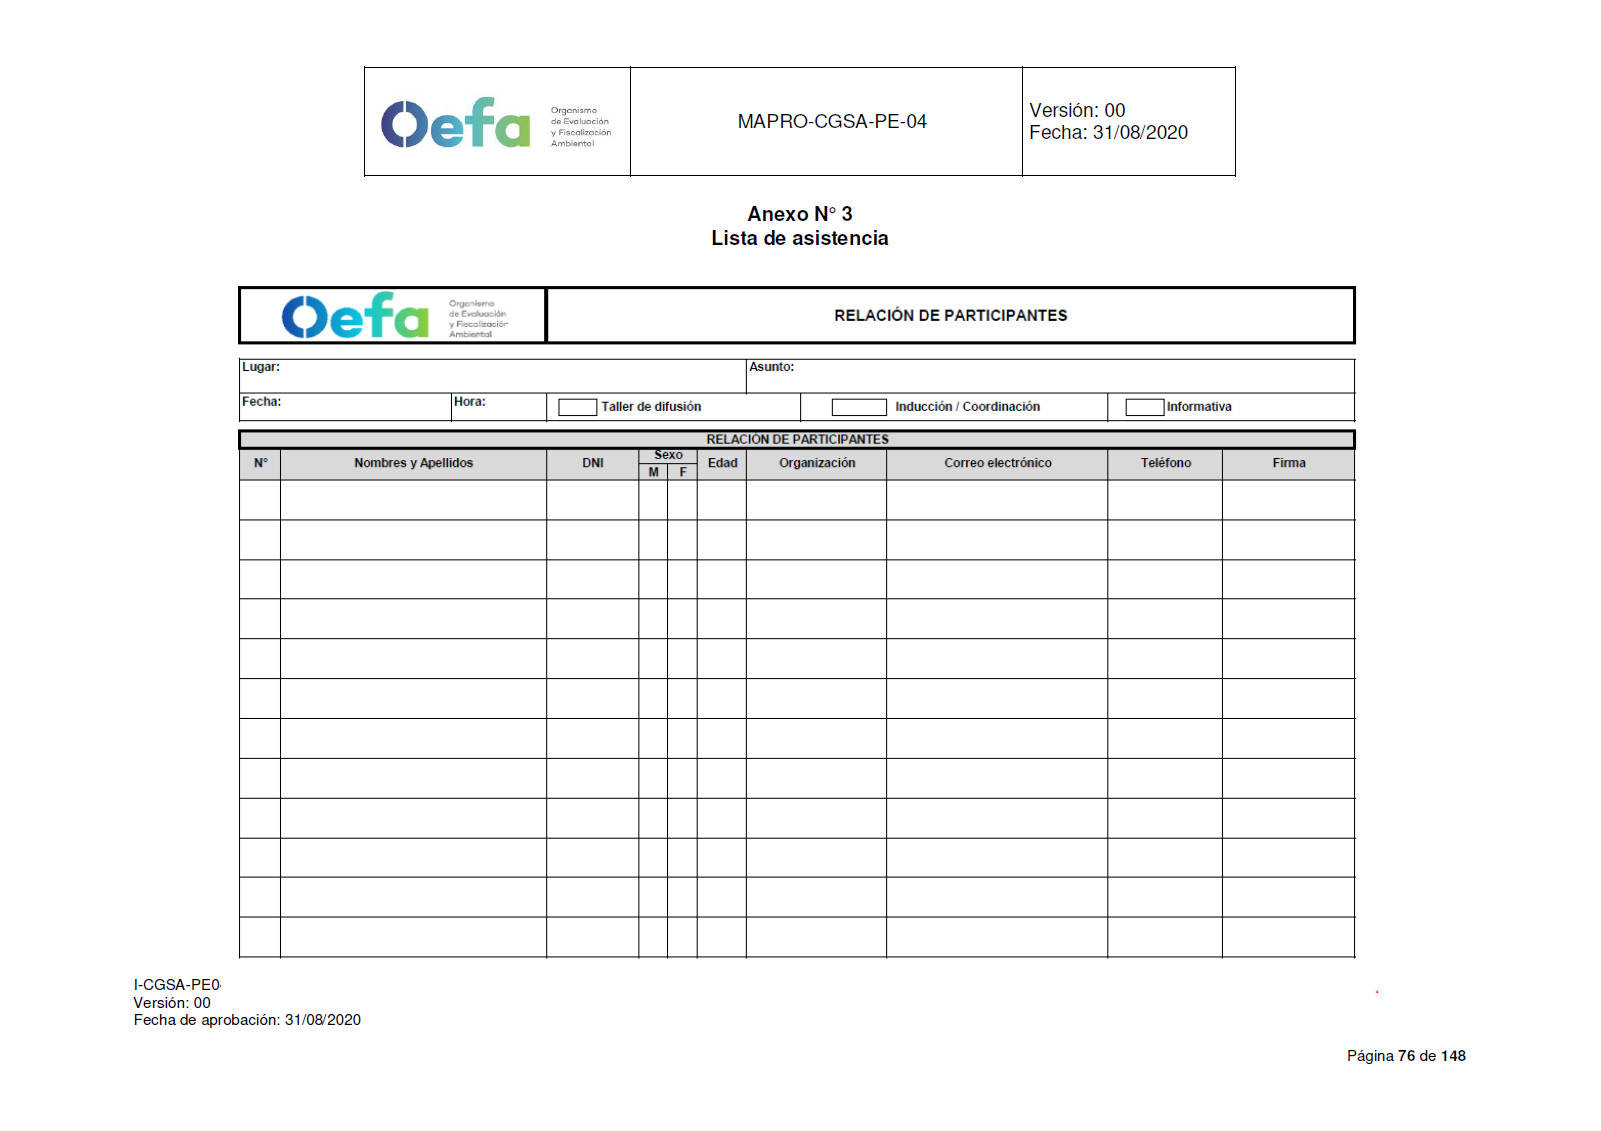 Oefa
Organismo
de Evaluación
y Fiscalización
Ambiental
MAPRO-CGSA-PE-04
Versión: 00
Fecha: 31/08/2020
Anexo N° 3
Lista de asistencia
Oefa
Organismo
de Evaluación
y Fiscalización
Ambiental
RELACIÓN DE PARTICIPANTES
Lugar:
Asunto:
Fecha:
Hora:
Taller de difusión
Inducción / Coordinación
Informativa
RELACIÓN DE PARTICIPANTES
N°
Nombres y Apellidos
DNI
Sexo
M
F
Edad
Organización
Correo electrónico
Teléfono
Firma
I-CGSA-PE0
Versión: 00
Fecha de aprobación: 31/08/2020
Página 76 de 148